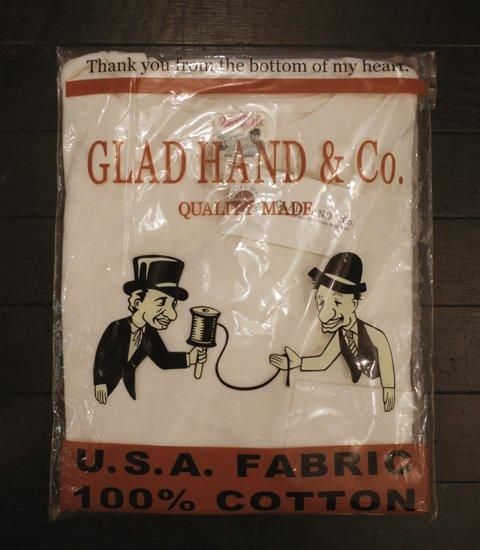 Thank you from the bottom of my heart.
GLAD HAND & Co.
QUALITY MADE
U.S.A. FABRIC
100% COTTON